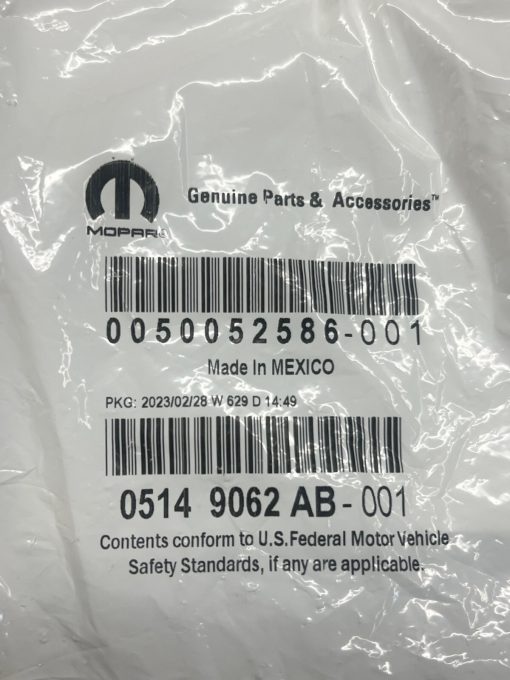 Genuine Parts & Accessories™
MOPAR®
0050052586-001
Made In MEXICO
PKG: 2023/02/28 W 629 D 14:49
0514 9062 AB-001
Contents conform to U.S.Federal Motor Vehicle
Safety Standards, if any are applicable.